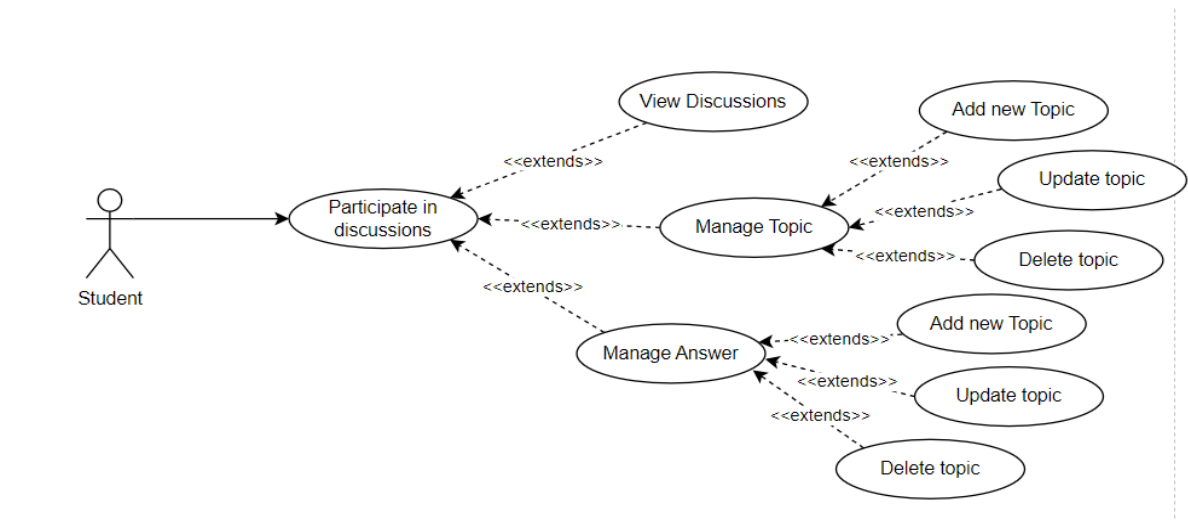 View Discussions
Add new Topic
<<extends>>
<<extends>>
Update topic
Participate in
discussions
<<extends>>
Manage Topic
<<extends>>
<<extends>>
Delete topic
Student
<<extends>>
Add new Topic
Manage Answer
<<extends>>
<<extends>>
Update topic
<<extends>>
Delete topic